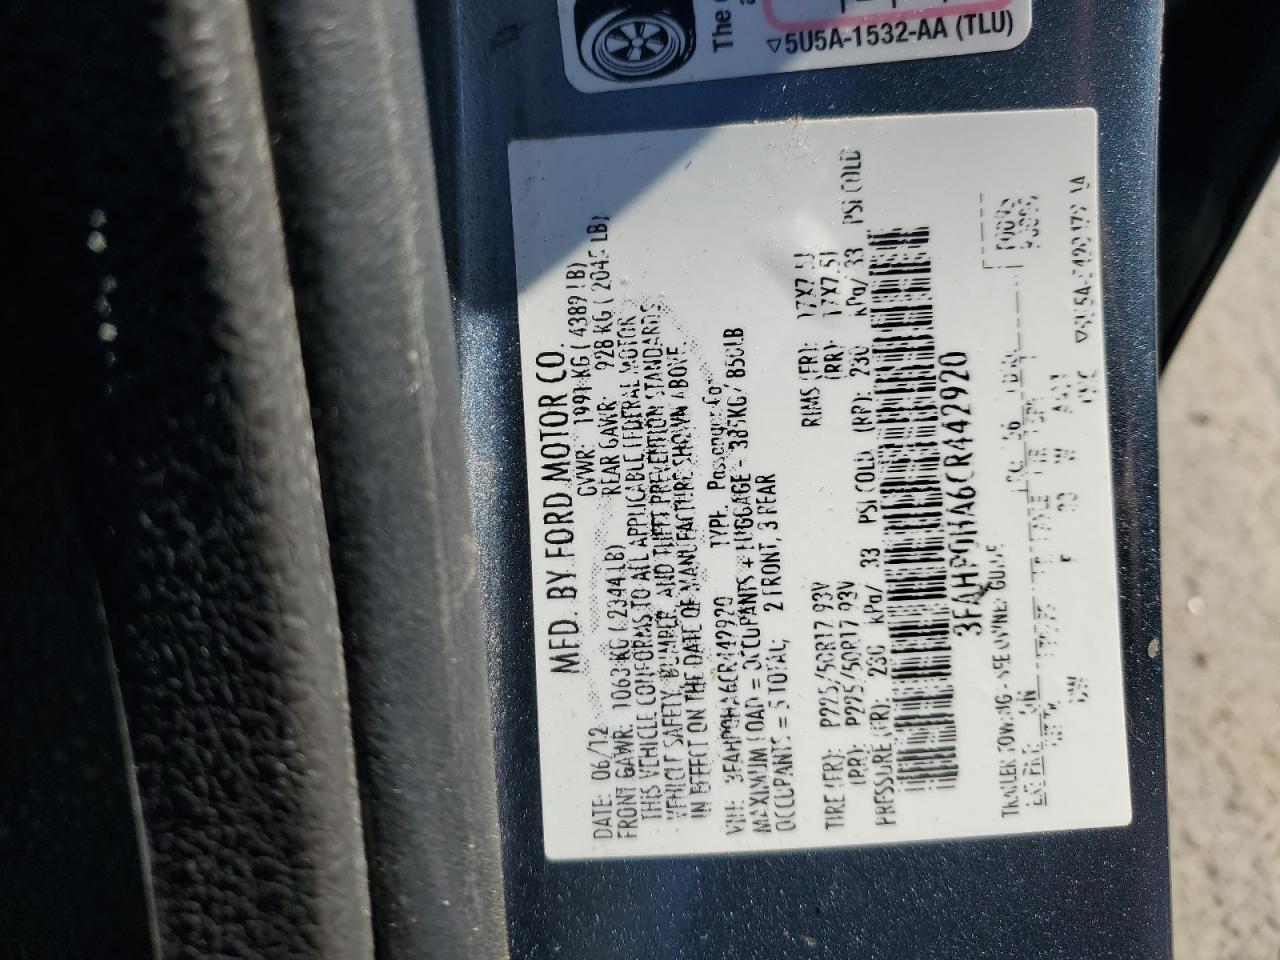 The
▽5U5A-1532-AA (TLU)
MFD. BY FORD MOTOR CO
DATE: 06/12 GVWR: 1991 KG ( 4389 LB)
FRONT GAWR: 1063 KG ( 2344 LB) REAR GAWR: 928 KG ( 2045 LB)
THIS VEHICLE CONFORMS TO ALL APPLICABLE FEDERAL MOTOR
VEHICLE SAFETY, BUMPER, AND THEFT PREVENTION STANDARDS
IN EFFECT ON THE DATE OF MANUFACTURE SHOWN ABOVE.
VIN: 3FAHP0HA6CR442920 TYPE: Passenger Car
MAXIMUM LOAD = OCCUPANTS + LUGGAGE = 385KG/ 850LB
OCCUPANTS = 5 TOTAL; 2 FRONT, 3 REAR
TIRE (FR): P225/50R17 93V RIMS (FR): 17X7.5J
(RR): P225/50R17 93V (RR): 17X7.5J
PRESSURE (FR): 230 kPa/ 33 PSI COLD (RR): 230 kPa/ 33 PSI COLD
3FAHP0HA6CR442920
TRAILER TOWING - SEE OWNER GUIDE